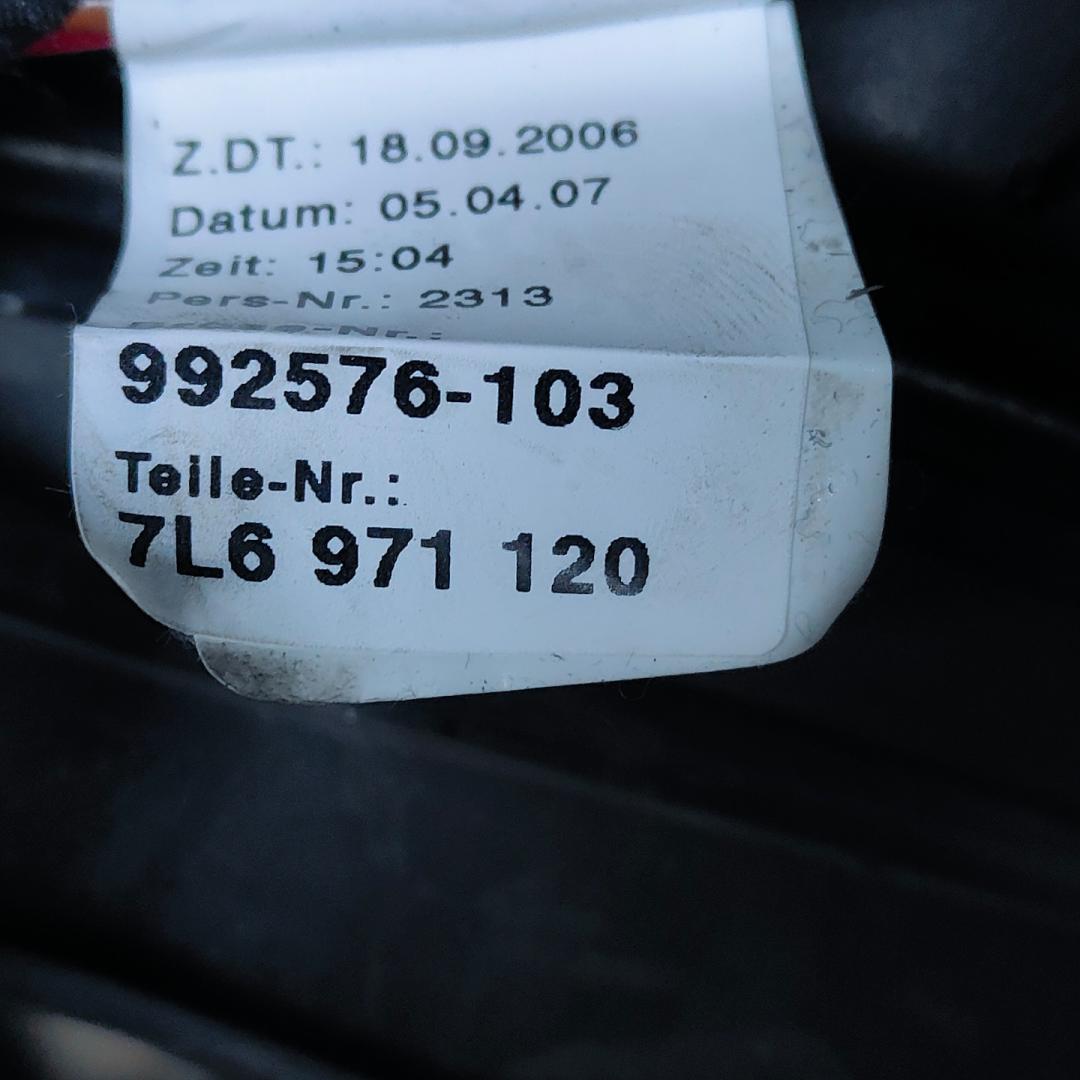 Z.DT.: 18.09.2006
Datum: 05.04.07
Zeit: 15:04
Pers-Nr.: 2313
992576-103
Teile-Nr.:
7L6 971 120